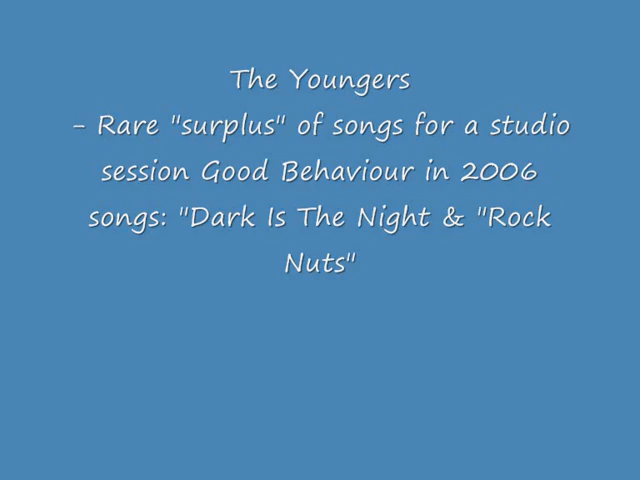 The Youngers
- Rare "surplus" of songs for a studio
session Good Behaviour in 2006
songs: "Dark Is The Night & "Rock
Nuts"